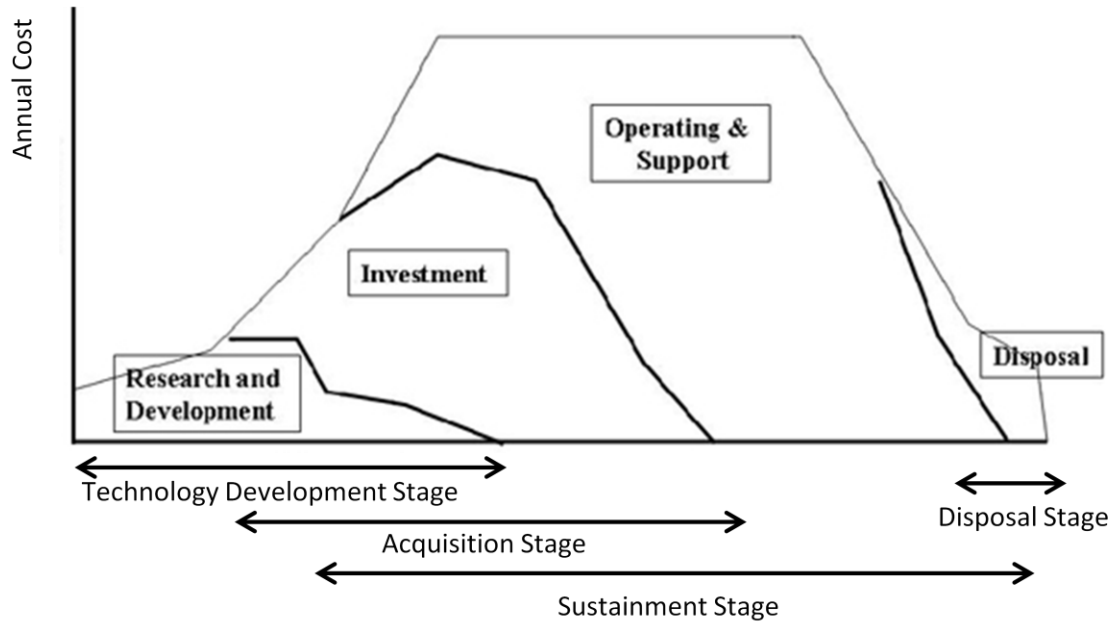 Annual Cost
Operating &
Support
Investment
Research and
Development
Disposal
Technology Development Stage
Disposal Stage
Acquisition Stage
Sustainment Stage